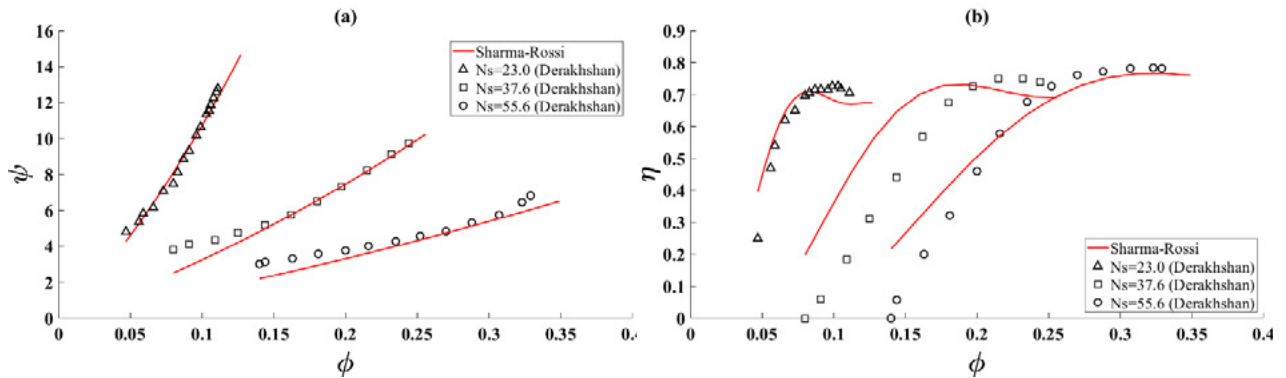 (a)
16
14
12
10
8
6
4
2
0
ψ
0
0.05
0.1
0.15
0.2
0.25
0.3
0.35
0.4
ϕ
Sharma-Rossi
Ns=23.0 (Derakhshan)
Ns=37.6 (Derakhshan)
Ns=55.6 (Derakhshan)
(b)
0.9
0.8
0.7
0.6
0.5
0.4
0.3
0.2
0.1
0
η
0
0.05
0.1
0.15
0.2
0.25
0.3
0.35
0.4
ϕ
Sharma-Rossi
Ns=23.0 (Derakhshan)
Ns=37.6 (Derakhshan)
Ns=55.6 (Derakhshan)